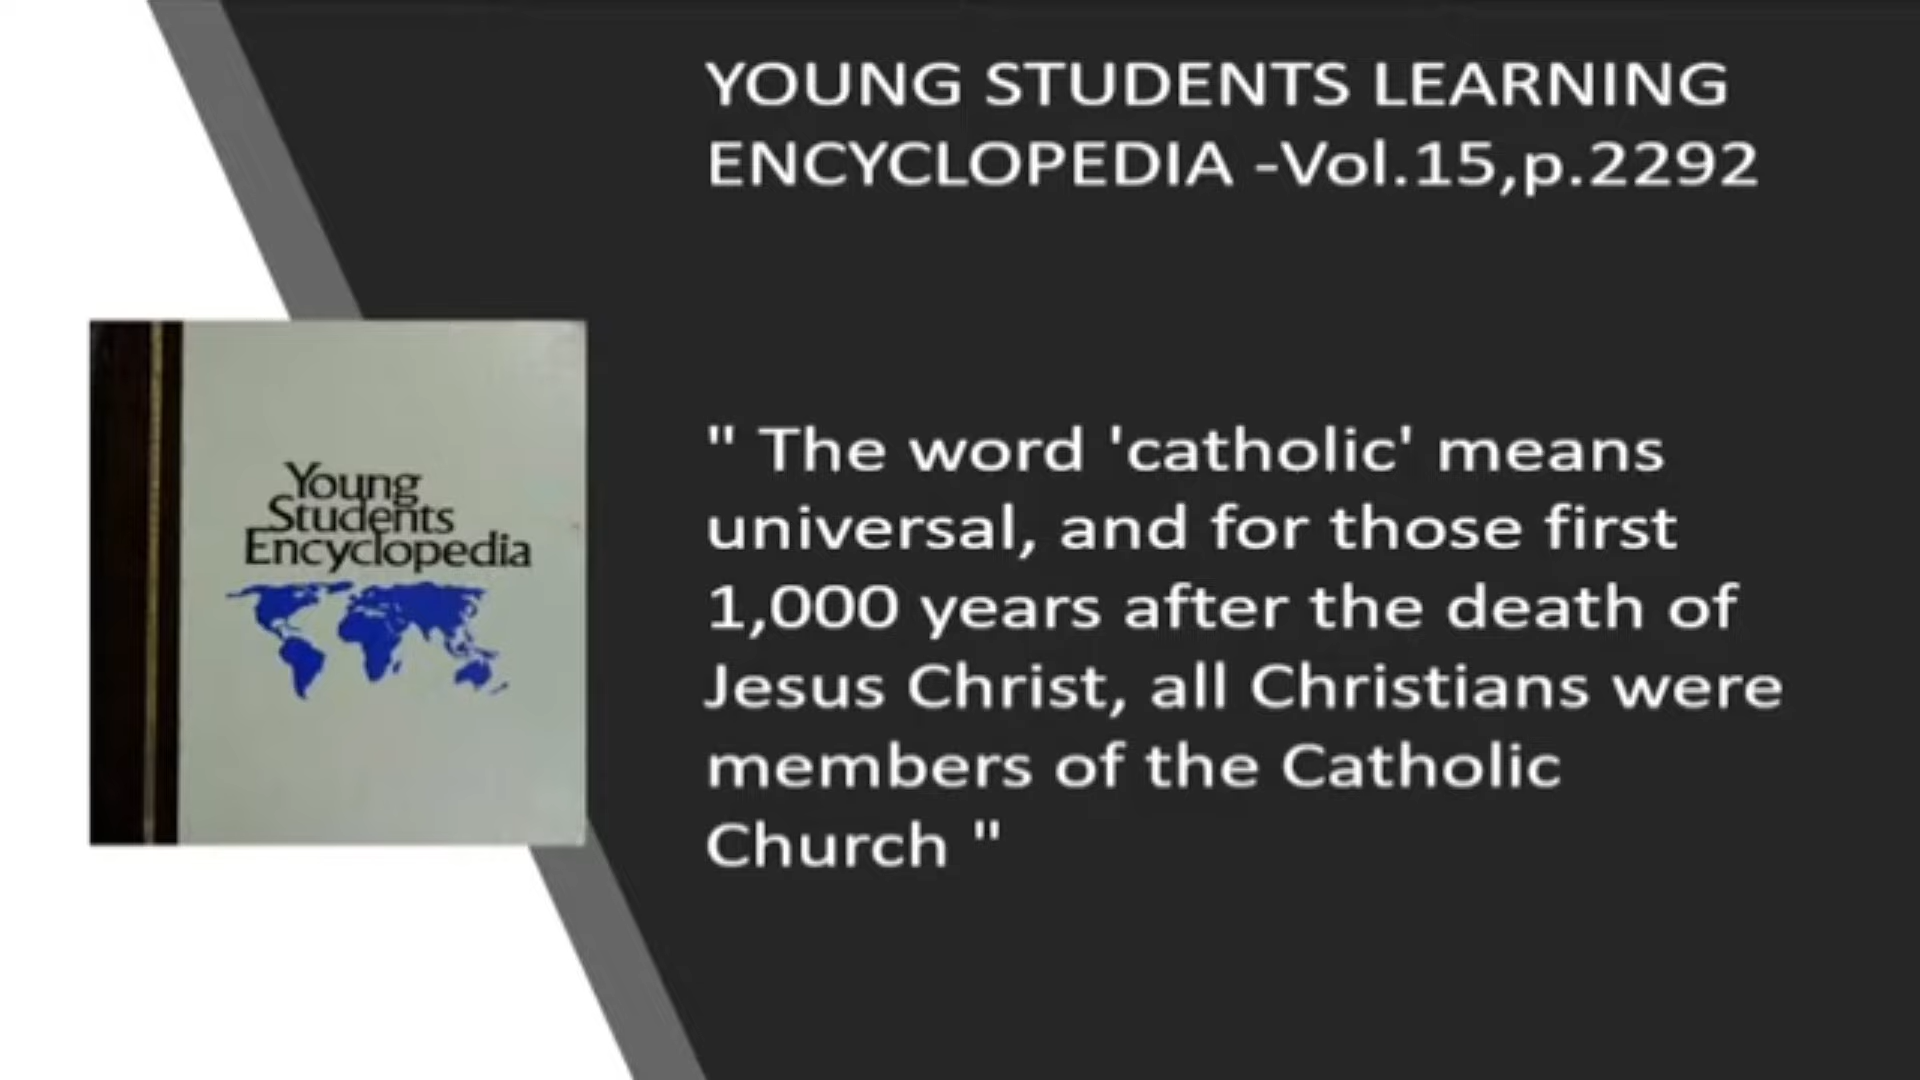 YOUNG STUDENTS LEARNING
ENCYCLOPEDIA -Vol.15,p.2292
Young
Students
Encyclopedia
" The word 'catholic' means
universal, and for those first
1,000 years after the death of
Jesus Christ, all Christians were
members of the Catholic
Church "